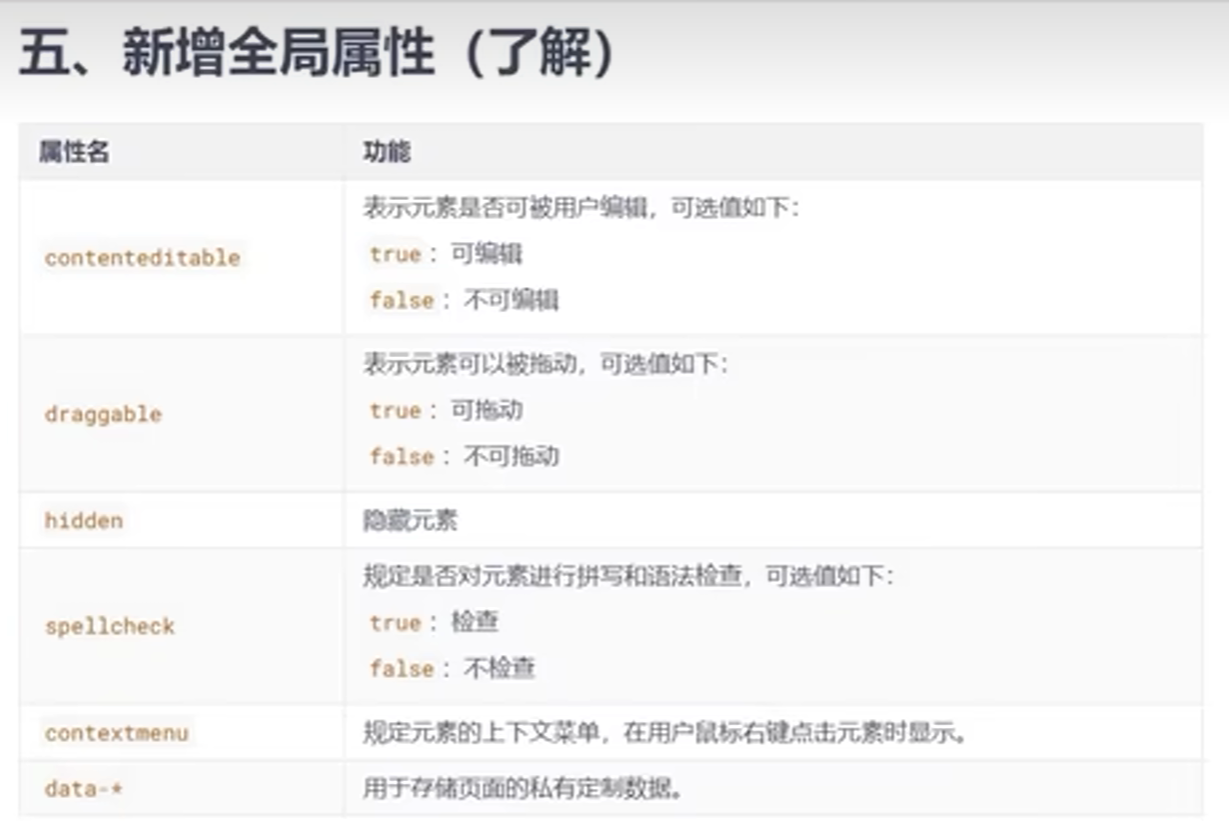 五、新增全局属性（了解）
属性名 功能
contenteditable
表示元素是否可被用户编辑，可选值如下：
true：可编辑
false：不可编辑
draggable
表示元素可以被拖动，可选值如下：
true：可拖动
false：不可拖动
hidden 隐藏元素
spellcheck
规定是否对元素进行拼写和语法检查，可选值如下：
true：检查
false：不检查
contextmenu 规定元素的上下文菜单，在用户鼠标右键点击元素时显示。
data-* 用于存储页面的私有定制数据。